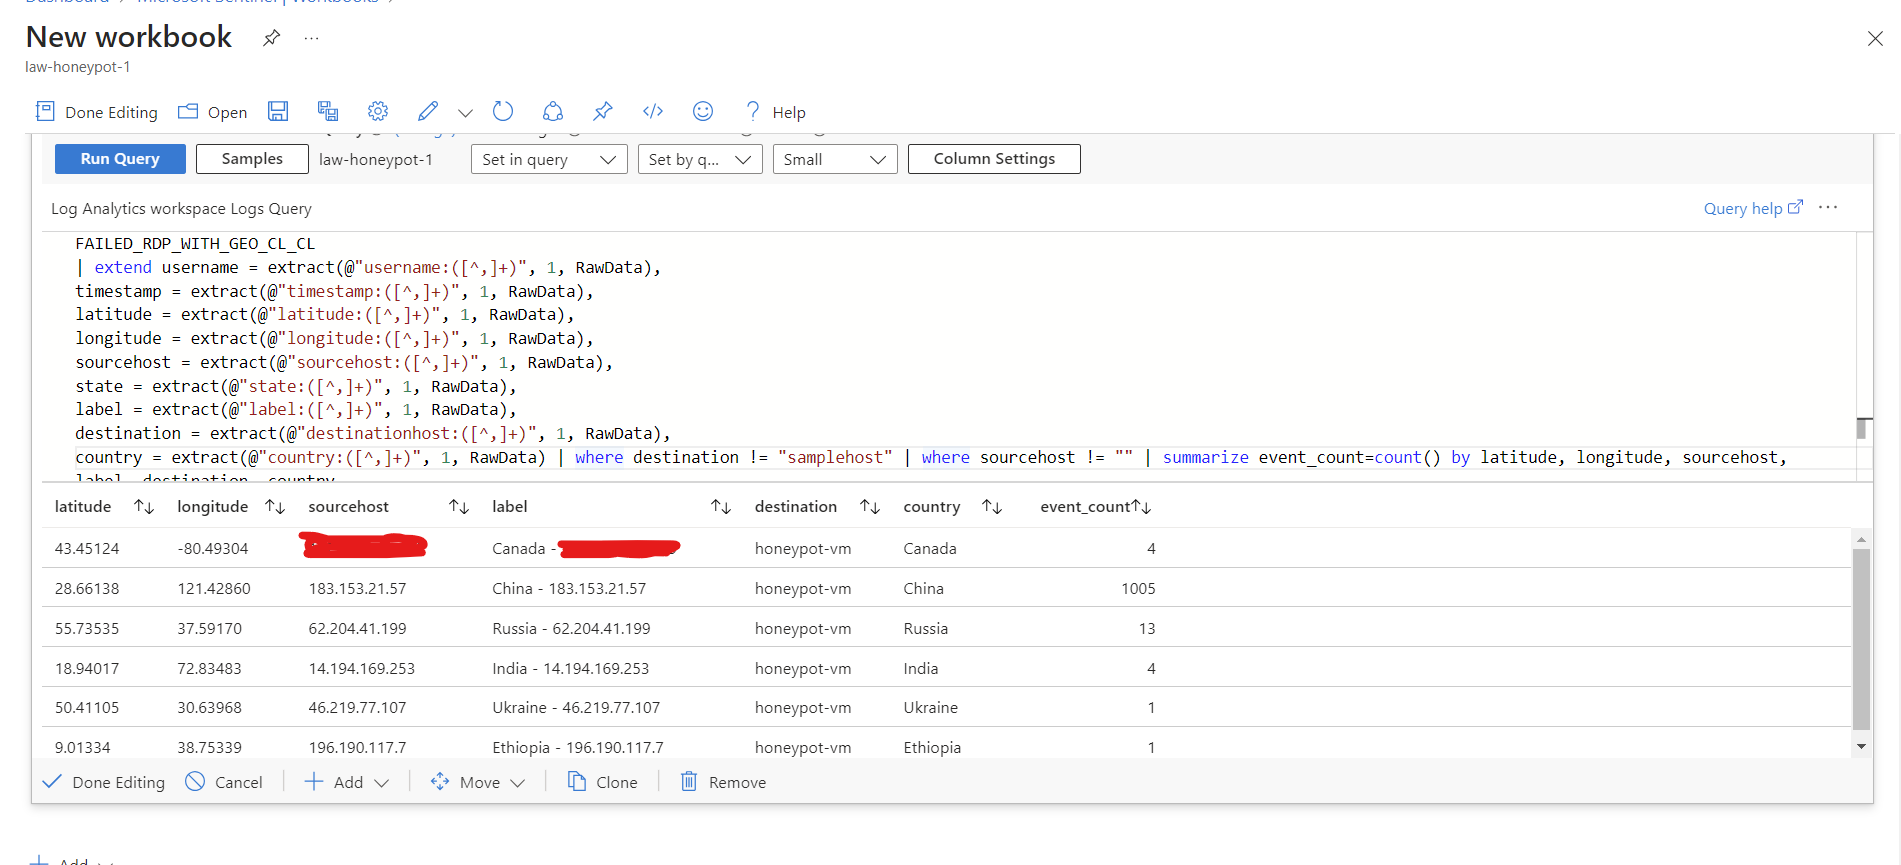 Dashboard > Microsoft Sentinel | Workbooks >
New workbook
law-honeypot-1
Done Editing Open Help
Run Query Samples law-honeypot-1 Set in query Set by q... Small Column Settings
Log Analytics workspace Logs Query Query help
FAILED_RDP_WITH_GEO_CL_CL
| extend username = extract(@"username:([^,]+)", 1, RawData),
timestamp = extract(@"timestamp:([^,]+)", 1, RawData),
latitude = extract(@"latitude:([^,]+)", 1, RawData),
longitude = extract(@"longitude:([^,]+)", 1, RawData),
sourcehost = extract(@"sourcehost:([^,]+)", 1, RawData),
state = extract(@"state:([^,]+)", 1, RawData),
label = extract(@"label:([^,]+)", 1, RawData),
destination = extract(@"destinationhost:([^,]+)", 1, RawData),
country = extract(@"country:([^,]+)", 1, RawData) | where destination != "samplehost" | where sourcehost != "" | summarize event_count=count() by latitude, longitude, sourcehost,
label, destination, country
latitude longitude sourcehost label destination country event_count
43.45124 -80.49304 Canada - honeypot-vm Canada 4
28.66138 121.42860 183.153.21.57 China - 183.153.21.57 honeypot-vm China 1005
55.73535 37.59170 62.204.41.199 Russia - 62.204.41.199 honeypot-vm Russia 13
18.94017 72.83483 14.194.169.253 India - 14.194.169.253 honeypot-vm India 4
50.41105 30.63968 46.219.77.107 Ukraine - 46.219.77.107 honeypot-vm Ukraine 1
9.01334 38.75339 196.190.117.7 Ethiopia - 196.190.117.7 honeypot-vm Ethiopia 1
Done Editing Cancel Add Move Clone Remove
Add